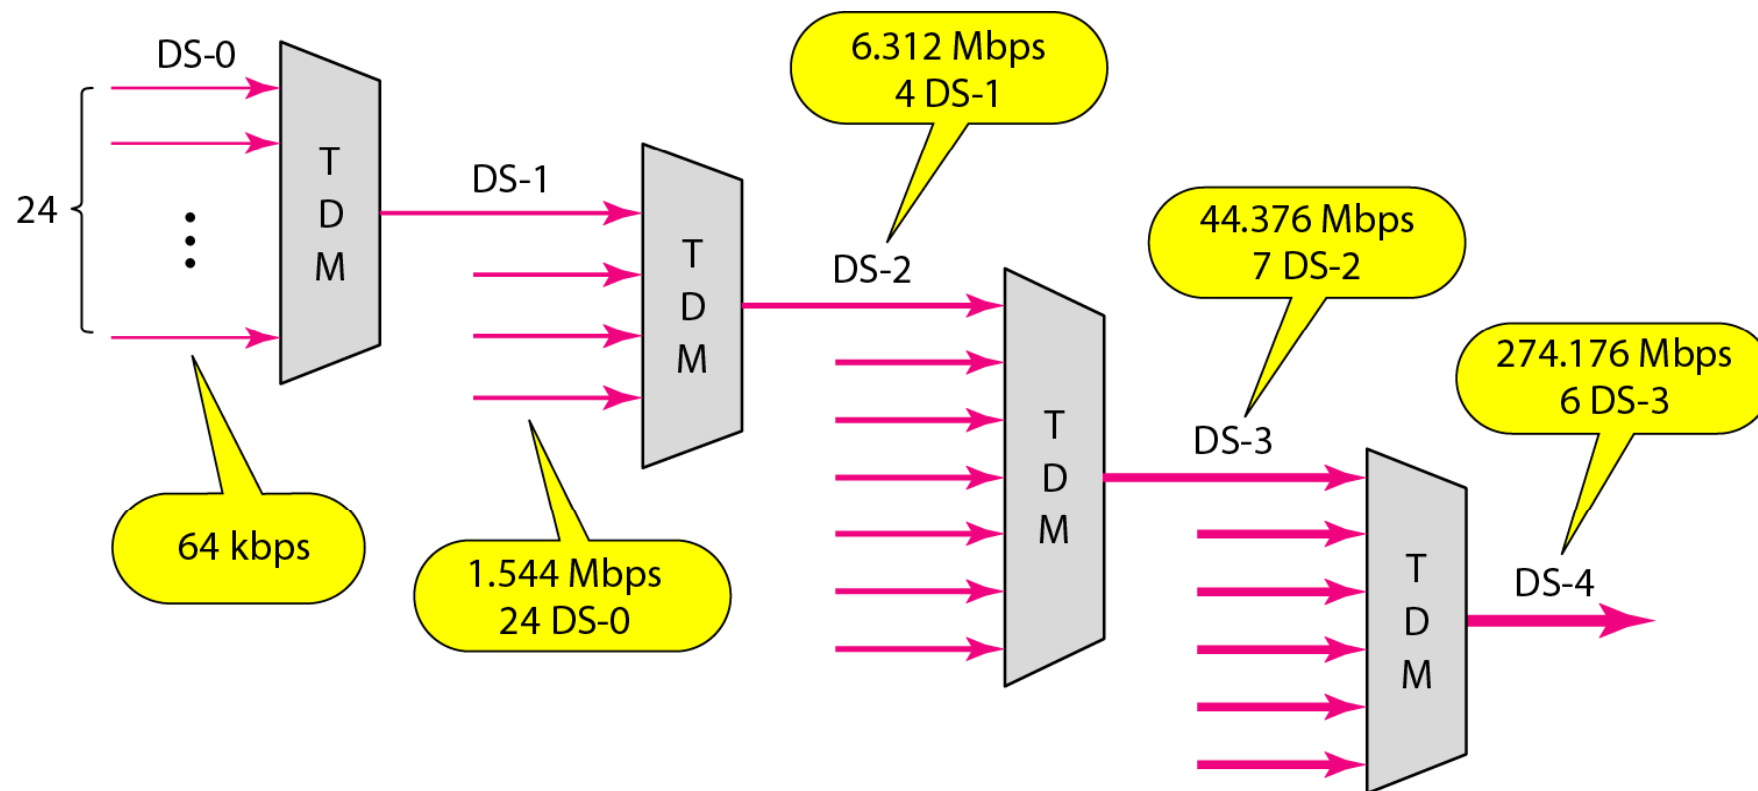 DS-0
24
T
D
M
64 kbps
DS-1
1.544 Mbps
24 DS-0
T
D
M
6.312 Mbps
4 DS-1
DS-2
T
D
M
44.376 Mbps
7 DS-2
DS-3
T
D
M
274.176 Mbps
6 DS-3
DS-4